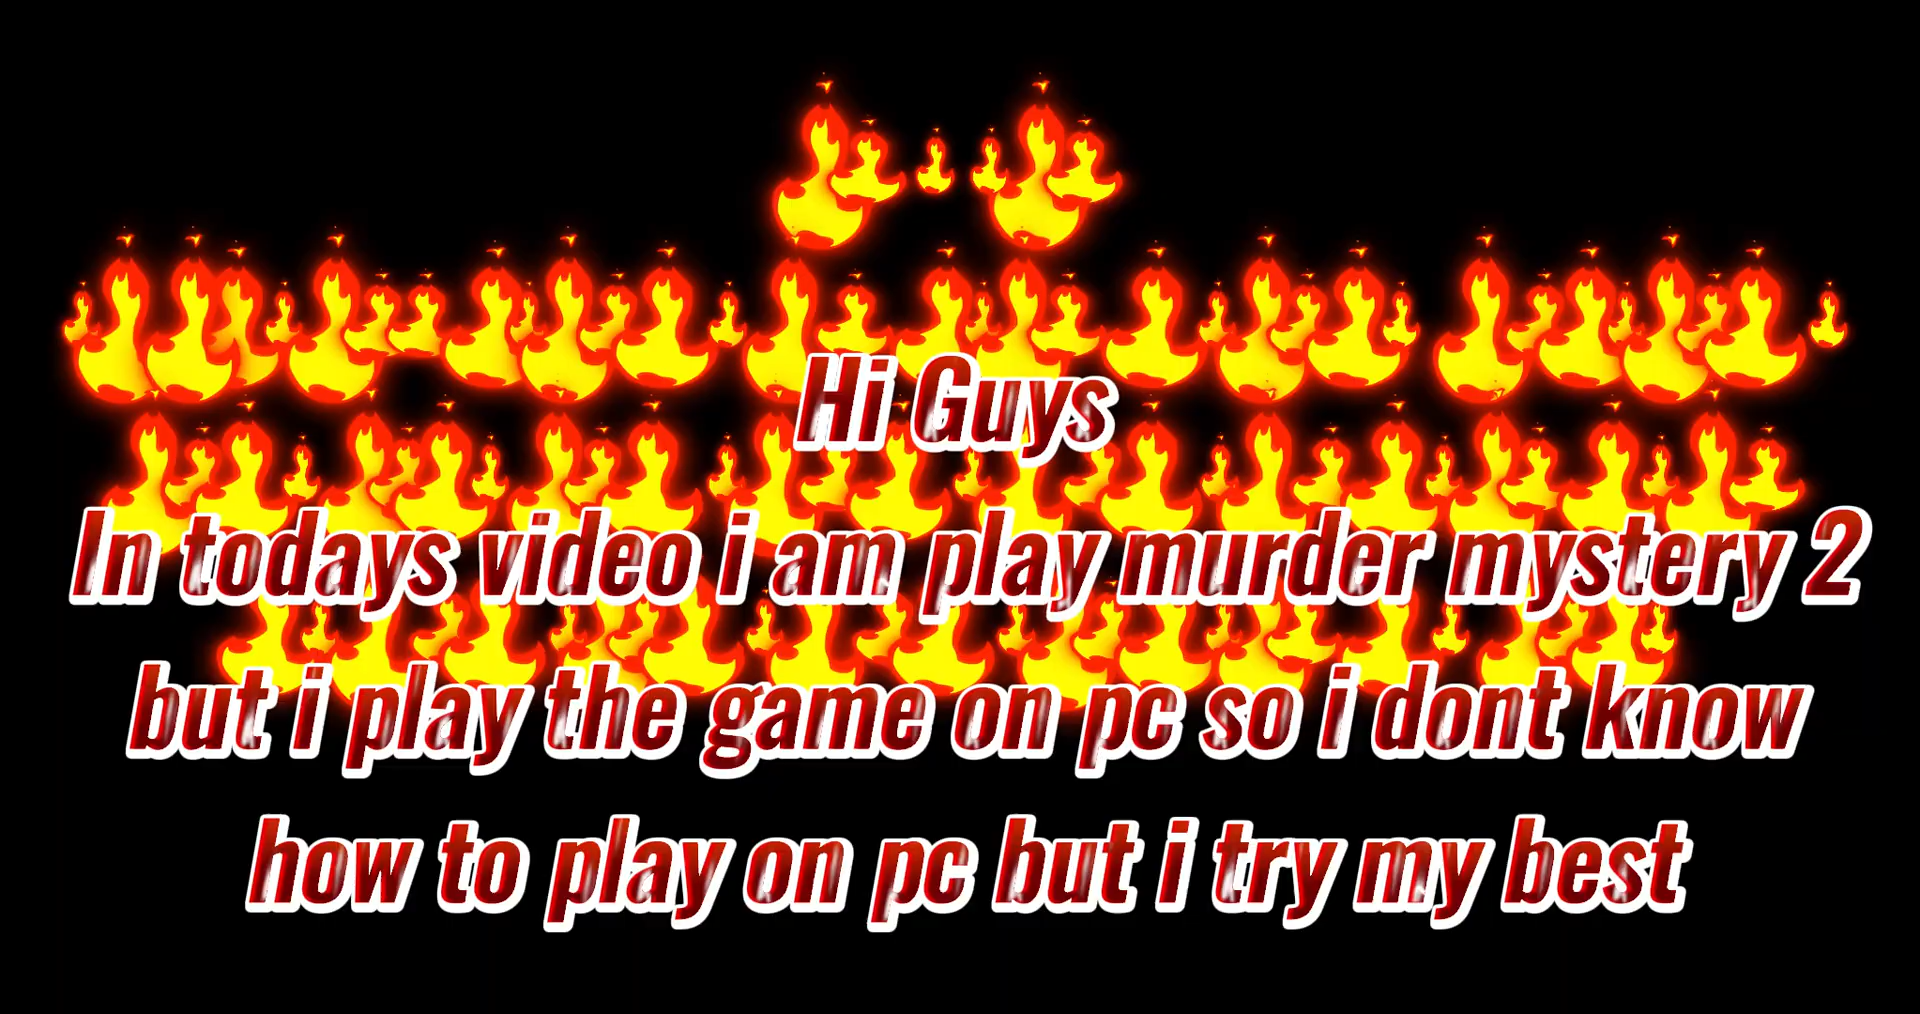 Hi Guys
In todays video i am play murder mystery 2
but i play the game on pc so i dont know
how to play on pc but i try my best